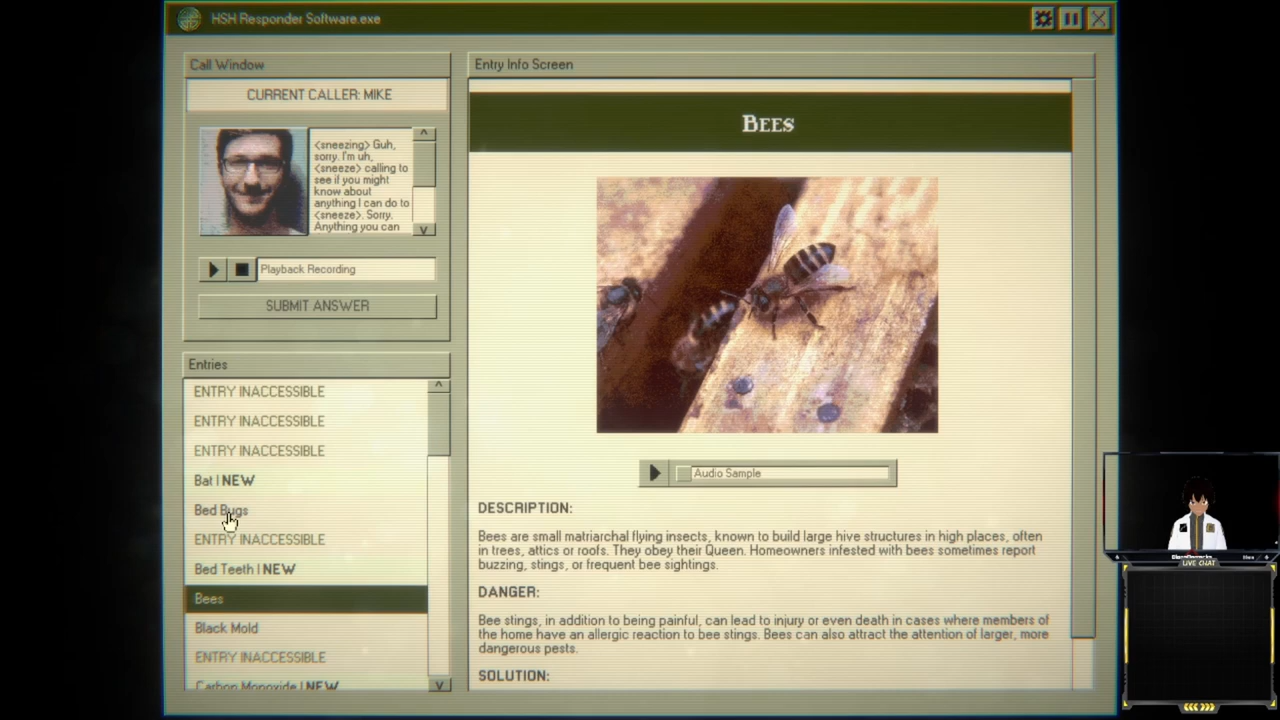 HSH Responder Software.exe
Call Window
CURRENT CALLER: MIKE
<sneezing> Guh,
sorry. I'm uh,
<sneeze> calling to
see if you might
know about
anything I can do to
<sneeze>. Sorry.
Anything you can
Playback Recording
SUBMIT ANSWER
Entries
ENTRY INACCESSIBLE
ENTRY INACCESSIBLE
ENTRY INACCESSIBLE
Bat | NEW
Bed Bugs
ENTRY INACCESSIBLE
Bed Teeth | NEW
Bees
Black Mold
ENTRY INACCESSIBLE
Carbon Monoxide | NEW
Entry Info Screen
BEES
Audio Sample
DESCRIPTION:
Bees are small matriarchal flying insects, known to build large hive structures in high places, often
in trees, attics or roofs. They obey their Queen. Homeowners infested with bees sometimes report
buzzing, stings, or frequent bee sightings.
DANGER:
Bee stings, in addition to being painful, can lead to injury or even death in cases where members of
the home have an allergic reaction to bee stings. Bees can also attract the attention of larger, more
dangerous pests.
SOLUTION:
LIVE CHAT